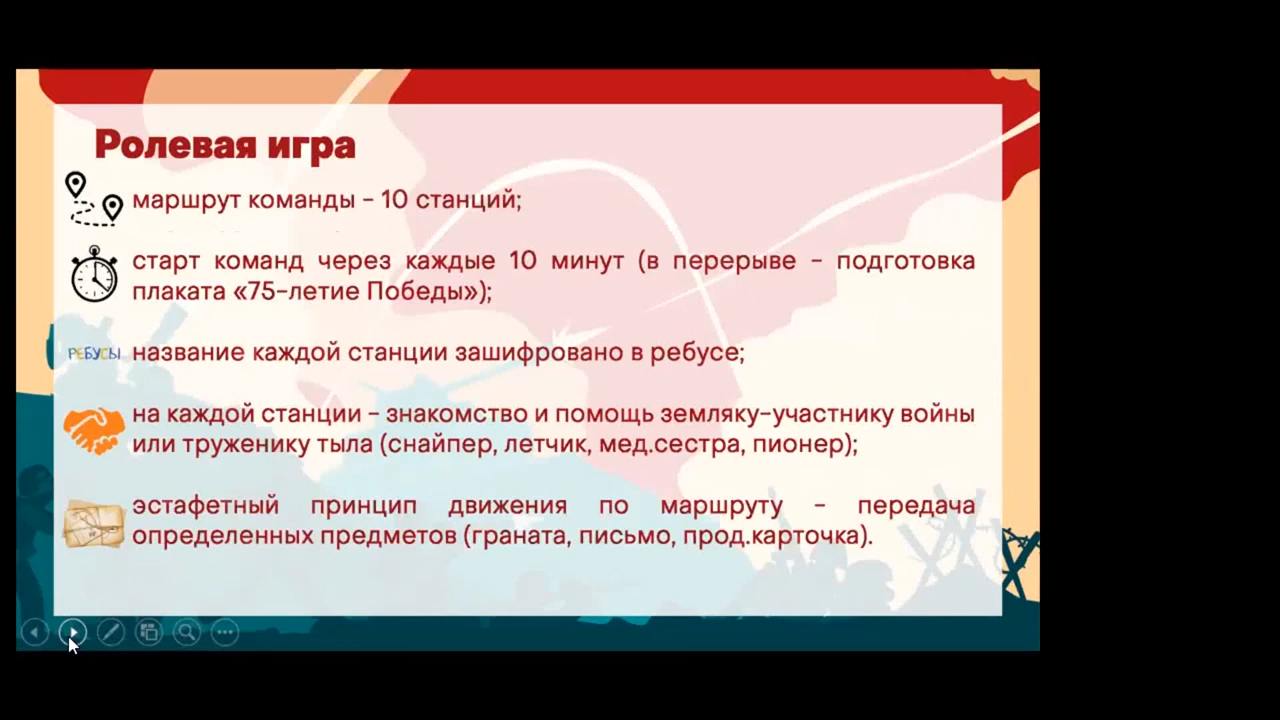 Ролевая игра
маршрут команды – 10 станций;
старт команд через каждые 10 минут (в перерыве – подготовка
плаката «75–летие Победы»);
РЕБУСЫ
название каждой станции зашифровано в ребусе;
на каждой станции – знакомство и помощь земляку–участнику войны
или труженику тыла (снайпер, летчик, мед.сестра, пионер);
эстафетный принцип движения по маршруту – передача
определенных предметов (граната, письмо, прод.карточка).